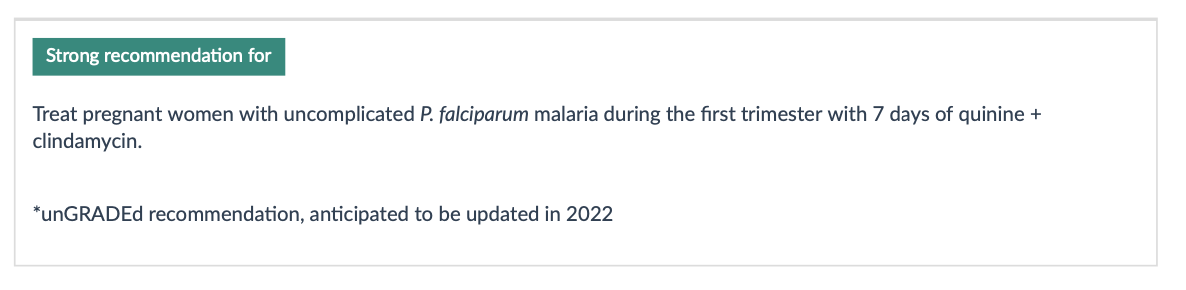 Strong recommendation for
Treat pregnant women with uncomplicated P. falciparum malaria during the first trimester with 7 days of quinine +
clindamycin.
*unGRADEd recommendation, anticipated to be updated in 2022